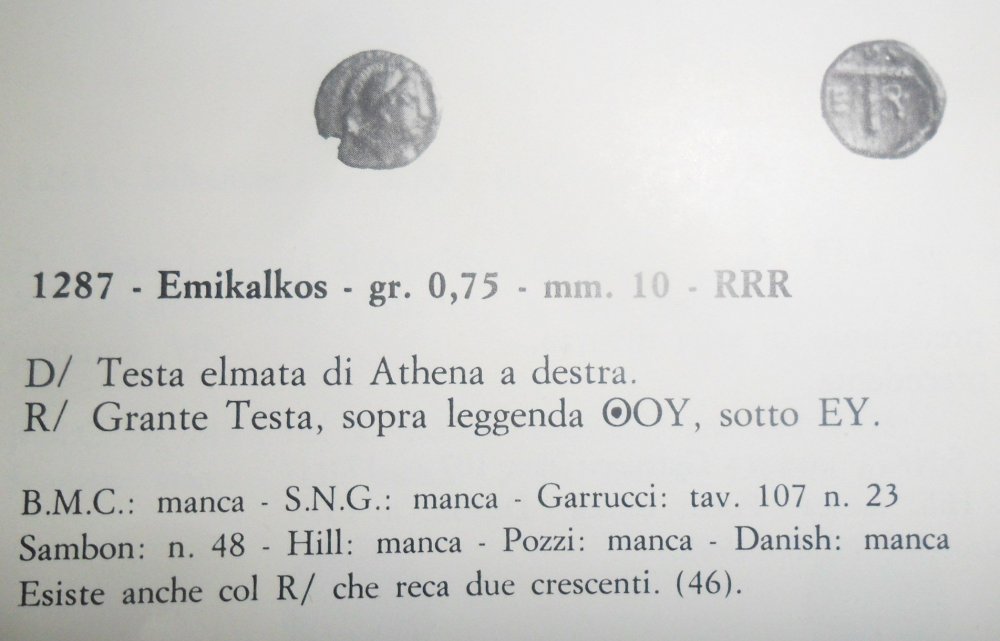 1287 - Emikalkos - gr. 0,75 - mm. 10 - RRR
D/ Testa elmata di Athena a destra.
R/ Grante Testa, sopra leggenda ʘOY, sotto EY.
B.M.C.: manca - S.N.G.: manca - Garrucci: tav. 107 n. 23
Sambon: n. 48 - Hill: manca - Pozzi: manca - Danish: manca
Esiste anche col R/ che reca due crescenti. (46).